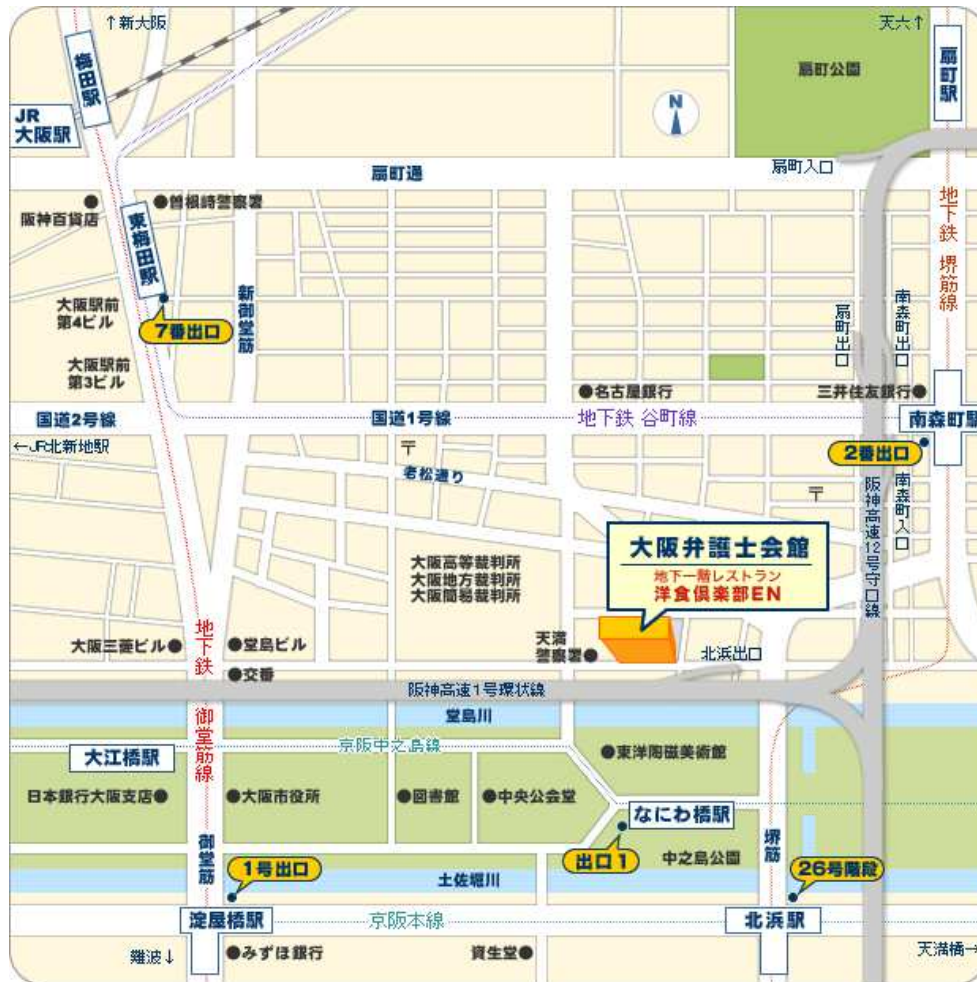 ↑新大阪
天六↑
梅田駅
扇町公園
扇町駅
JR
大阪駅
N
扇町通
扇町入口
阪神百貨店
曽根崎警察署
東梅田駅
地下鉄 堺筋線
大阪駅前
第4ビル
7番出口
新御堂筋
扇町出口
南森町出口
大阪駅前
第3ビル
名古屋銀行
三井住友銀行
国道2号線
国道1号線
地下鉄 谷町線
南森町駅
←JR北新地駅
〒
2番出口
老松通り
〒
阪神高速12号守口線
南森町入口
大阪弁護士会館
地下一階レストラン
洋食倶楽部EN
大阪高等裁判所
大阪地方裁判所
大阪簡易裁判所
大阪三菱ビル
地下鉄 御堂筋線
堂島ビル
天満
警察署
北浜出口
交番
阪神高速1号環状線
堂島川
京阪中之島線
大江橋駅
東洋陶磁美術館
日本銀行大阪支店
大阪市役所
図書館
中央公会堂
なにわ橋駅
御堂筋
堺筋
1号出口
出口1
中之島公園
26号階段
土佐堀川
淀屋橋駅
京阪本線
北浜駅
難波↓
みずほ銀行
資生堂
天満橋→